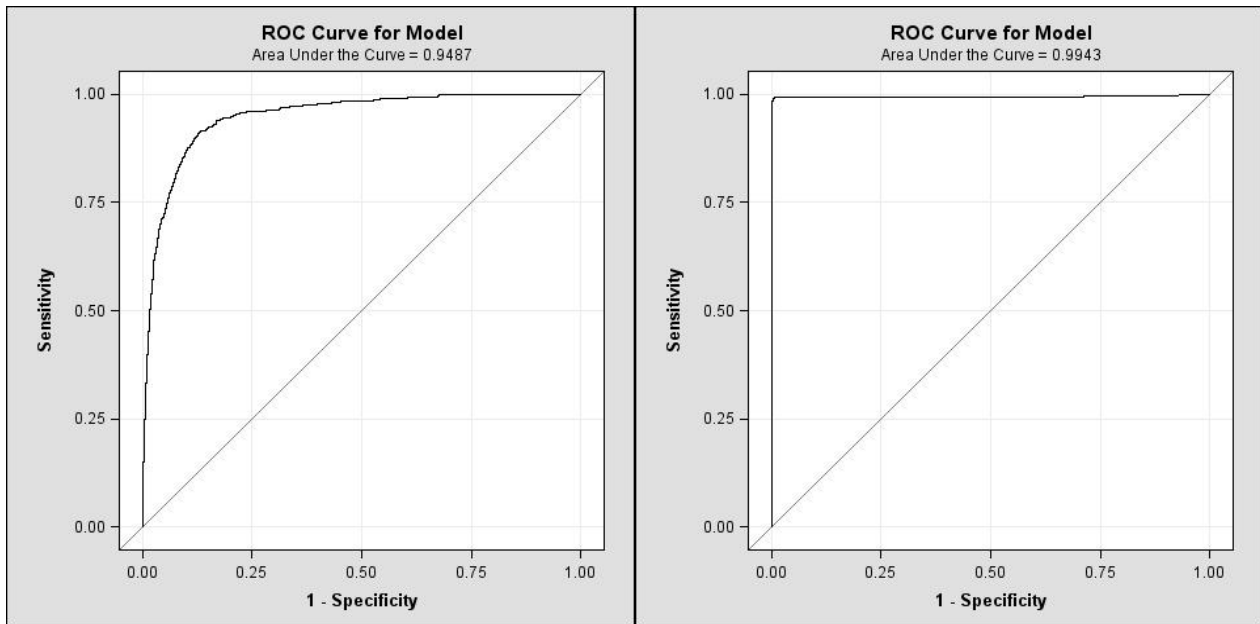 ROC Curve for Model
Area Under the Curve = 0.9487
1.00
0.75
0.50
0.25
0.00
Sensitivity
0.00 0.25 0.50 0.75 1.00
1 - Specificity
ROC Curve for Model
Area Under the Curve = 0.9943
1.00
0.75
0.50
0.25
0.00
Sensitivity
0.00 0.25 0.50 0.75 1.00
1 - Specificity